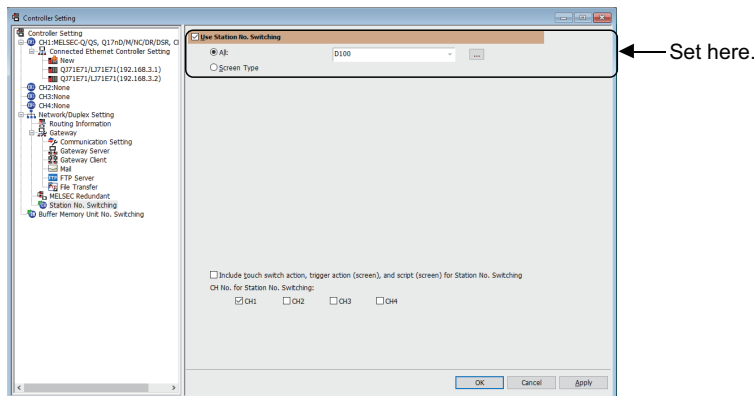 Controller Setting
Controller Setting
CH1:MELSEC-Q/QS, Q17nD/M/NC/DR/DSR, C
Connected Ethernet Controller Setting
New
QJ71E71/LJ71E71(192.168.3.1)
QJ71E71/LJ71E71(192.168.3.2)
CH2:None
CH3:None
CH4:None
Network/Duplex Setting
Routing Information
Gateway
Communication Setting
Gateway Server
Gateway Client
Mail
FTP Server
File Transfer
MELSEC Redundant
Station No. Switching
Buffer Memory Unit No. Switching
Use Station No. Switching
All: D100 ...
Screen Type
Set here.
Include touch switch action, trigger action (screen), and script (screen) for Station No. Switching
CH No. for Station No. Switching:
CH1 CH2 CH3 CH4
OK Cancel Apply